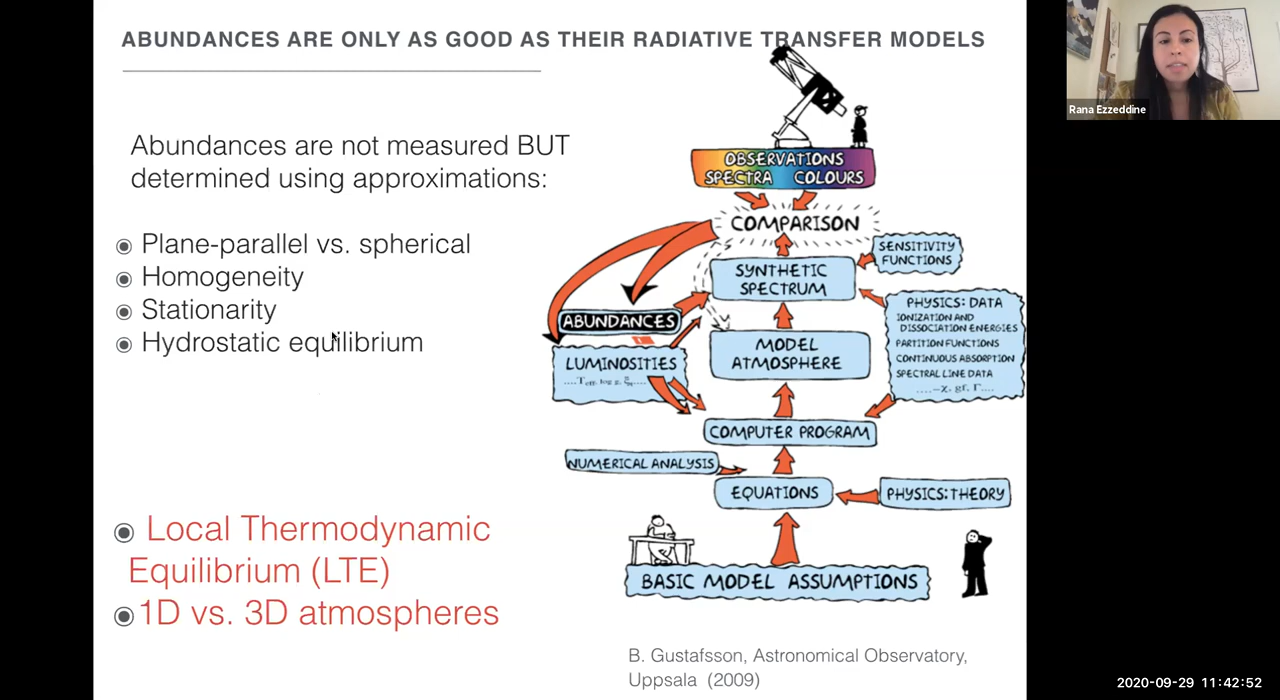 ABUNDANCES ARE ONLY AS GOOD AS THEIR RADIATIVE TRANSFER MODELS
Rana Ezzeddine
Abundances are not measured BUT
determined using approximations:
Plane-parallel vs. spherical
Homogeneity
Stationarity
Hydrostatic equilibrium
Local Thermodynamic
Equilibrium (LTE)
1D vs. 3D atmospheres
OBSERVATIONS
SPECTRA COLOURS
COMPARISON
SENSITIVITY
FUNCTIONS
SYNTHETIC
SPECTRUM
PHYSICS: DATA
IONIZATION AND
DISSOCIATION ENERGIES
PARTITION FUNCTIONS
CONTINUOUS ABSORPTION
SPECTRAL LINE DATA
ABUNDANCES
LUMINOSITIES
MODEL
ATMOSPHERE
COMPUTER PROGRAM
NUMERICAL ANALYSIS
EQUATIONS
PHYSICS: THEORY
BASIC MODEL ASSUMPTIONS
B. Gustafsson, Astronomical Observatory,
Uppsala (2009)
2020-09-29 11:42:52